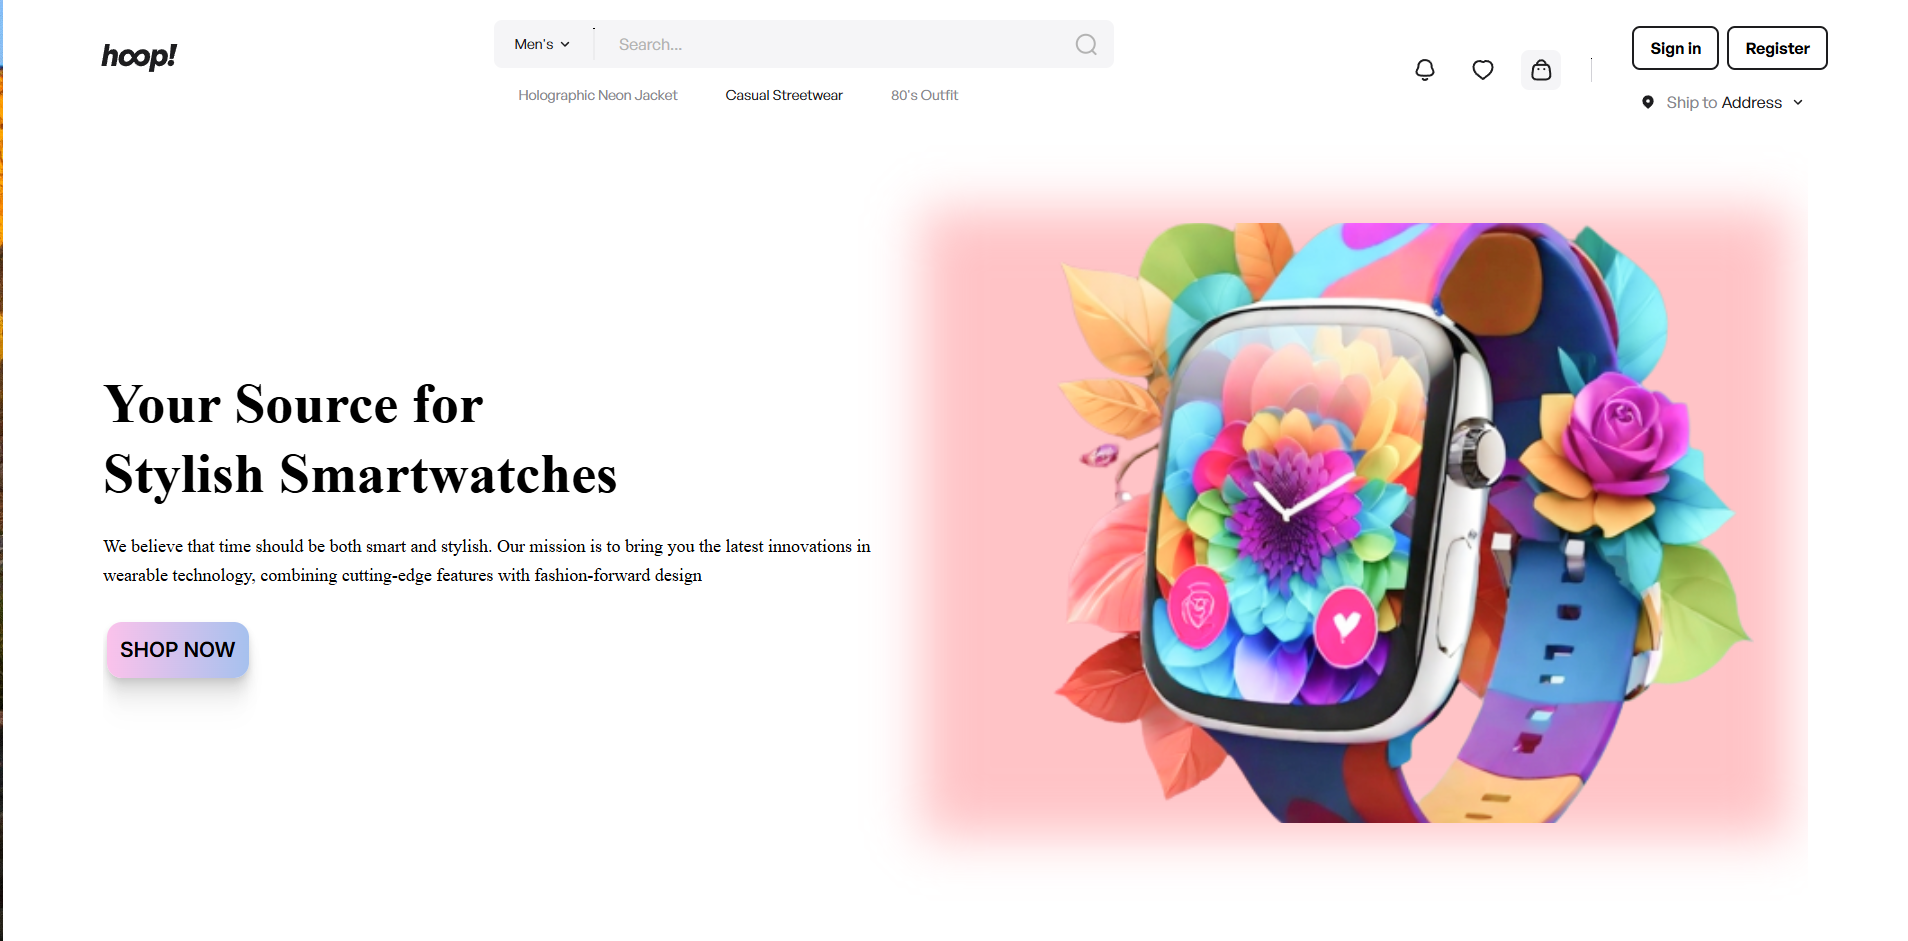 hoop!
Men's
Search...
Sign in
Register
Holographic Neon Jacket
Casual Streetwear
80's Outfit
Ship to Address
Your Source for
Stylish Smartwatches
We believe that time should be both smart and stylish. Our mission is to bring you the latest innovations in
wearable technology, combining cutting-edge features with fashion-forward design
SHOP NOW